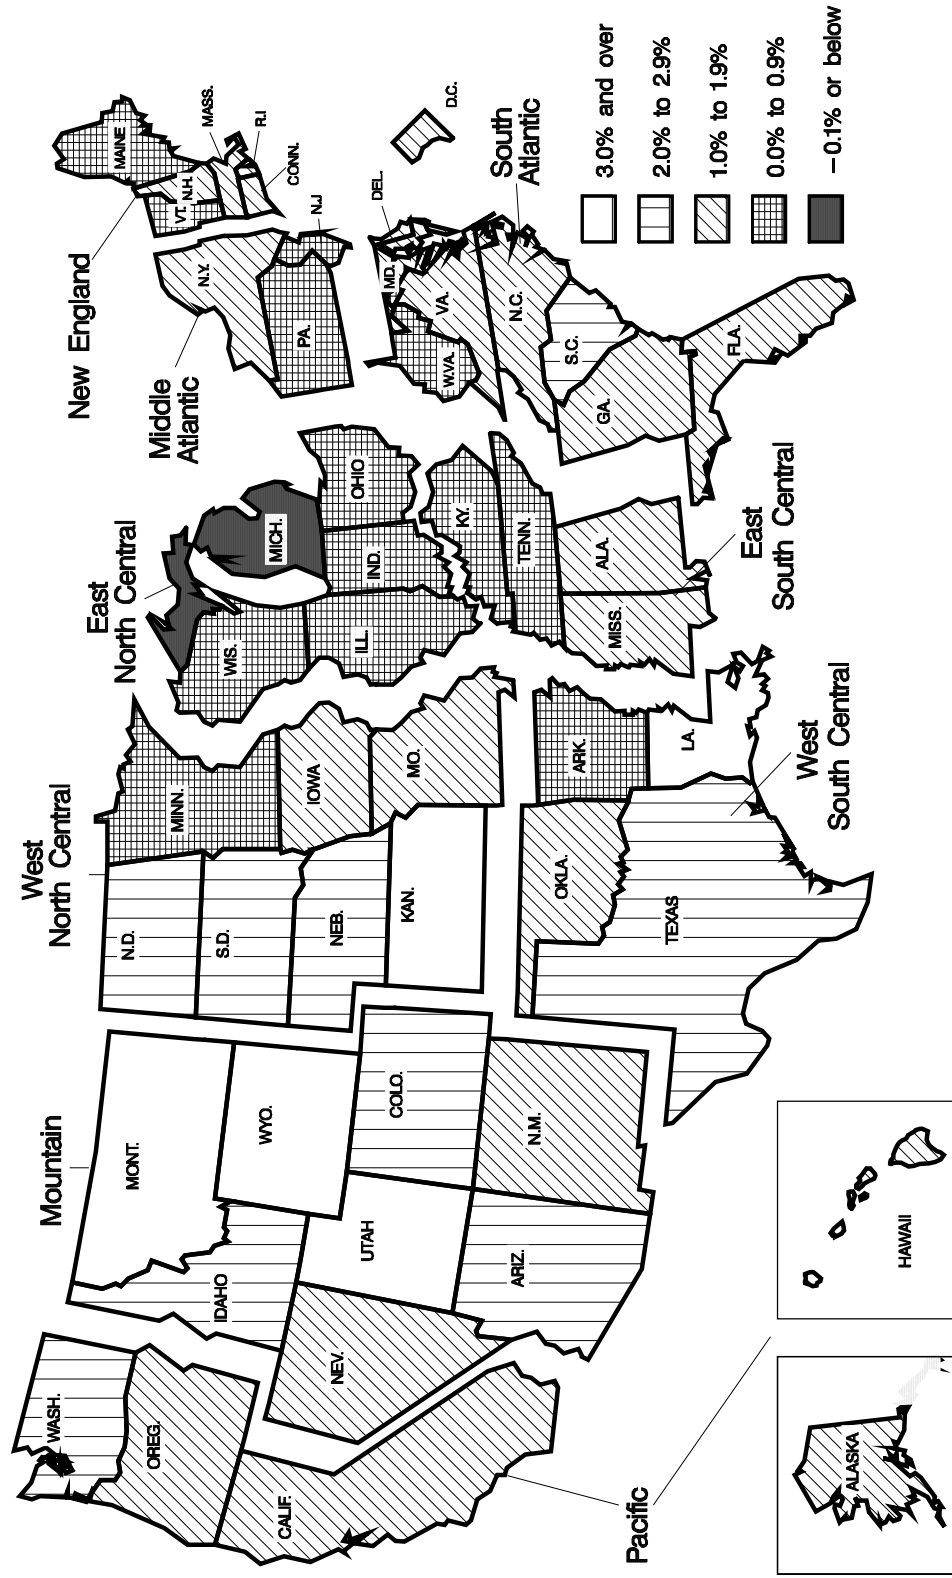 Pacific
WASH.
OREG.
CALIF.
ALASKA
HAWAII
Mountain
MONT.
IDAHO
WYO.
NEV.
UTAH
COLO.
ARIZ.
N.M.
West
North Central
N.D.
S.D.
NEB.
KAN.
MINN.
IOWA
MO.
West
South Central
TEXAS
OKLA.
ARK.
LA.
East
North Central
WIS.
MICH.
ILL.
IND.
OHIO
East
South Central
KY.
TENN.
MISS.
ALA.
New England
MAINE
VT.
N.H.
MASS.
R.I
CONN.
Middle
Atlantic
N.Y.
PA.
N.J
South
Atlantic
DEL.
MD.
D.C.
W.VA.
VA.
N.C.
S.C.
GA.
FLA.
3.0% and over
2.0% to 2.9%
1.0% to 1.9%
0.0% to 0.9%
−0.1% or below